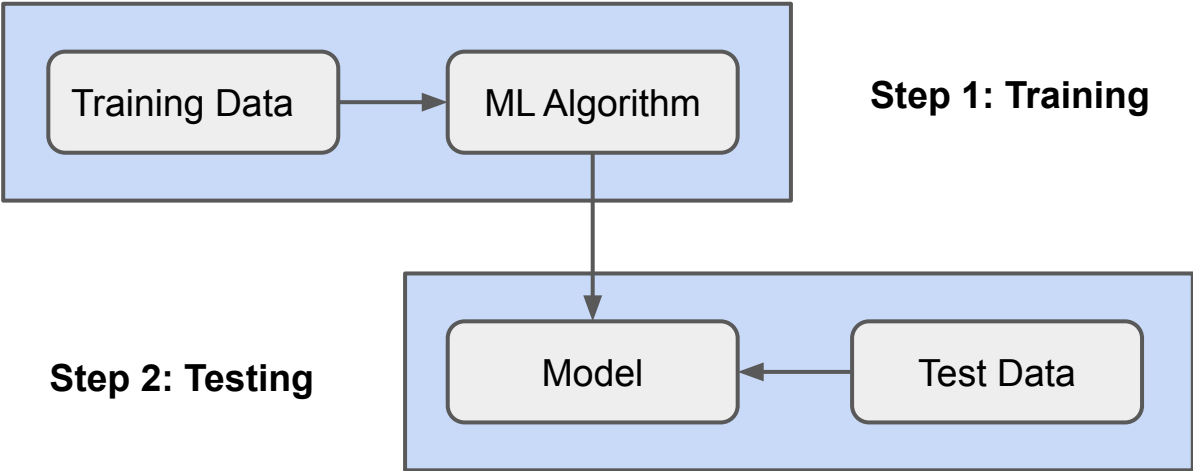 Training Data
ML Algorithm
Step 1: Training
Step 2: Testing
Model
Test Data